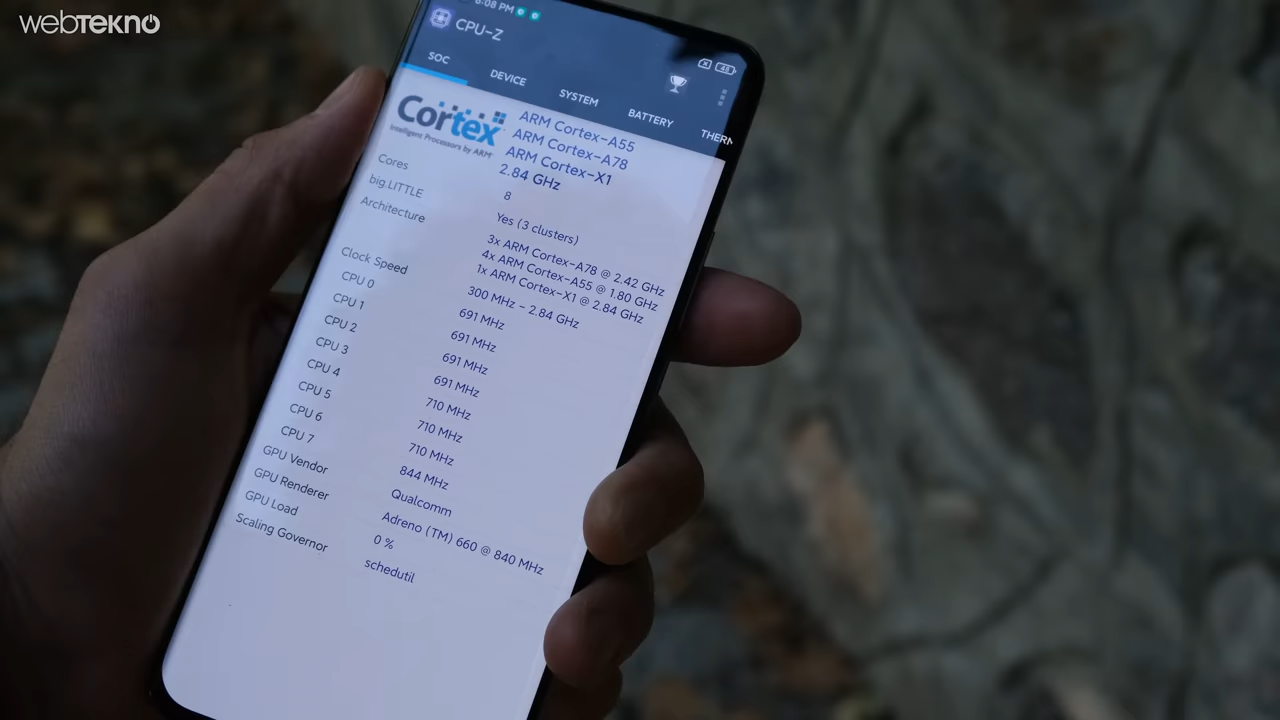 webtekno
6:08 PM
48
CPU-Z
SOC DEVICE SYSTEM BATTERY THERM
Cortex
Intelligent Processors by ARM
ARM Cortex-A55
ARM Cortex-A78
ARM Cortex-X1
2.84 GHz
Cores 8
big.LITTLE Yes (3 clusters)
Architecture 3x ARM Cortex-A78 @ 2.42 GHz
4x ARM Cortex-A55 @ 1.80 GHz
1x ARM Cortex-X1 @ 2.84 GHz
Clock Speed 300 MHz - 2.84 GHz
CPU 0 691 MHz
CPU 1 691 MHz
CPU 2 691 MHz
CPU 3 691 MHz
CPU 4 710 MHz
CPU 5 710 MHz
CPU 6 710 MHz
CPU 7 844 MHz
GPU Vendor Qualcomm
GPU Renderer Adreno (TM) 660 @ 840 MHz
GPU Load 0 %
Scaling Governor schedutil